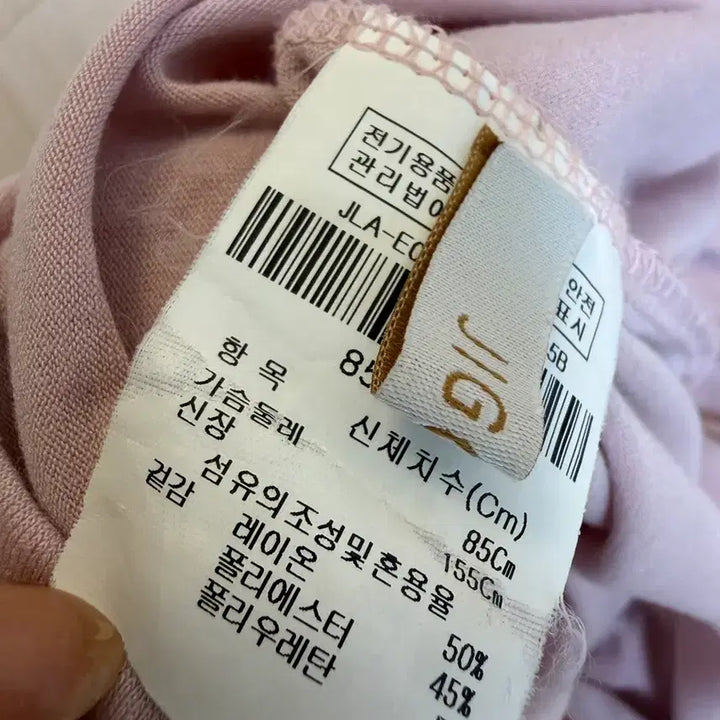 전기용품
관리법
안전
표시
JLA-E
5B
JIG
85
항 목
신체치수(Cm)
가슴둘레 85Cm
신장 155Cm
섬유의조성및혼용율
겉감 레이온 50%
폴리에스터 45%
폴리우레탄